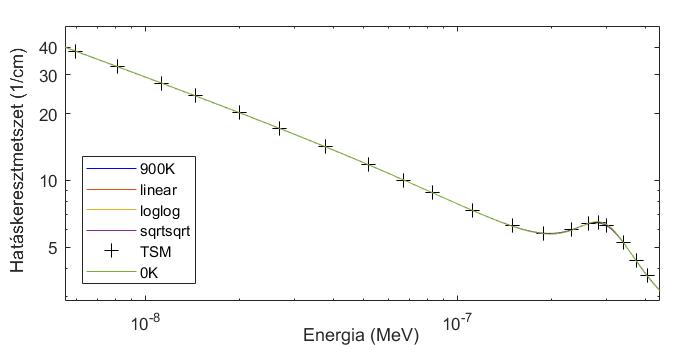 Hatáskeresztmetszet (1/cm)
40
30
20
10
5
900K
linear
loglog
sqrtsqrt
TSM
0K
10-8
10-7
Energia (MeV)